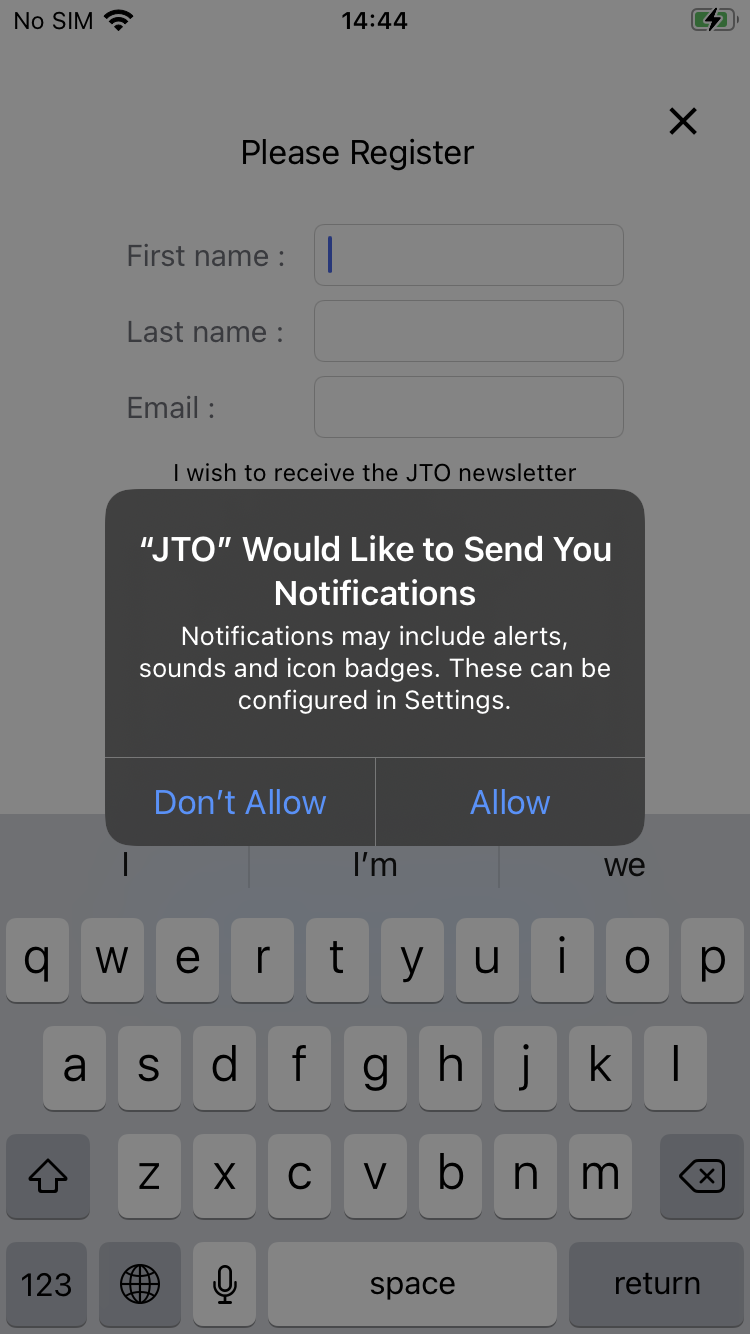 No SIM 14:44
Please Register
First name :
Last name :
Email :
I wish to receive the JTO newsletter
“JTO” Would Like to Send You
Notifications
Notifications may include alerts,
sounds and icon badges. These can be
configured in Settings.
Don’t Allow Allow
I I’m we
q w e r t y u i o p
a s d f g h j k l
z x c v b n m
123 space return